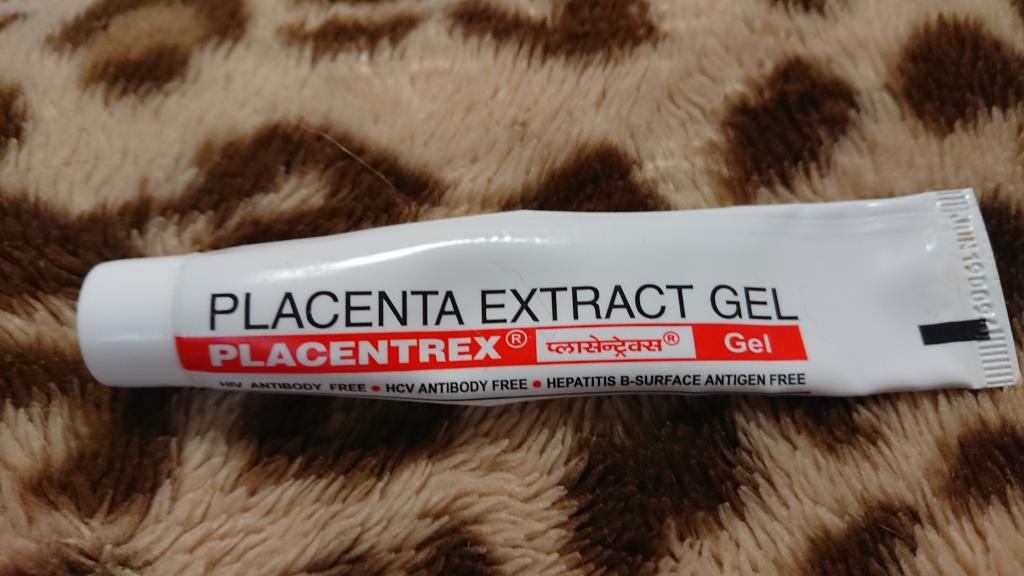 PLACENTA EXTRACT GEL
PLACENTREX® प्लासेन्ट्रेक्स® Gel
HIV ANTIBODY FREE • HCV ANTIBODY FREE • HEPATITIS B-SURFACE ANTIGEN FREE